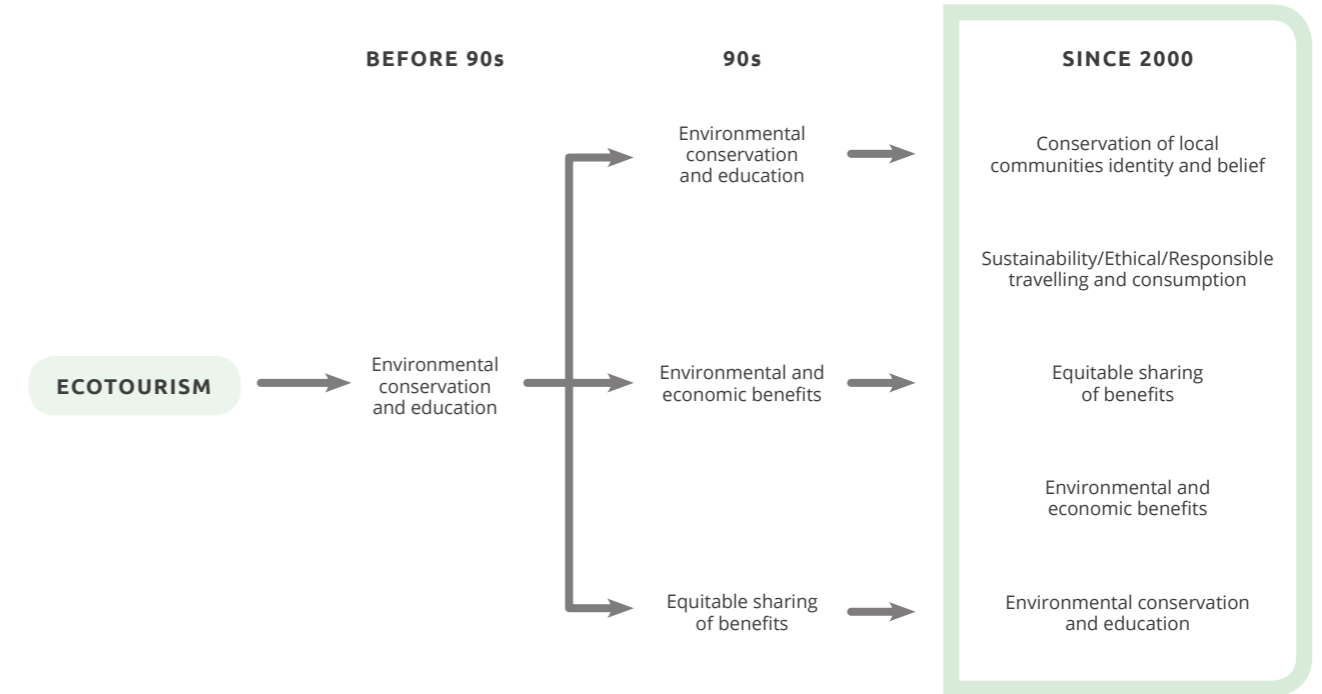 BEFORE 90s
90s
SINCE 2000
ECOTOURISM
Environmental
conservation
and education
Environmental
conservation
and education
Environmental and
economic benefits
Equitable sharing
of benefits
Conservation of local
communities identity and belief
Sustainability/Ethical/Responsible
travelling and consumption
Equitable sharing
of benefits
Environmental and
economic benefits
Environmental conservation
and education